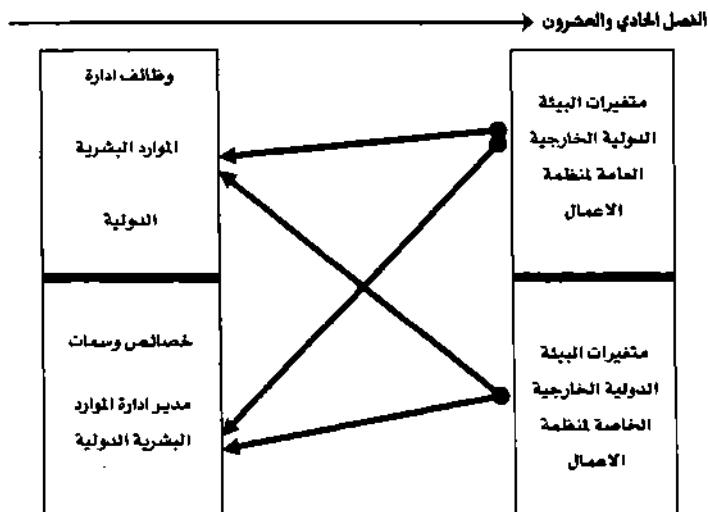 الفصل الحادي والعشرون
متغيرات البيئة
الدولية الخارجية
العامة لمنظمة
الاعمال
متغيرات البيئة
الدولية الخارجية
الخاصة لمنظمة
الاعمال
وظائف ادارة
الموارد البشرية
الدولية
خصائص وسمات
مدير ادارة الموارد
البشرية الدولية